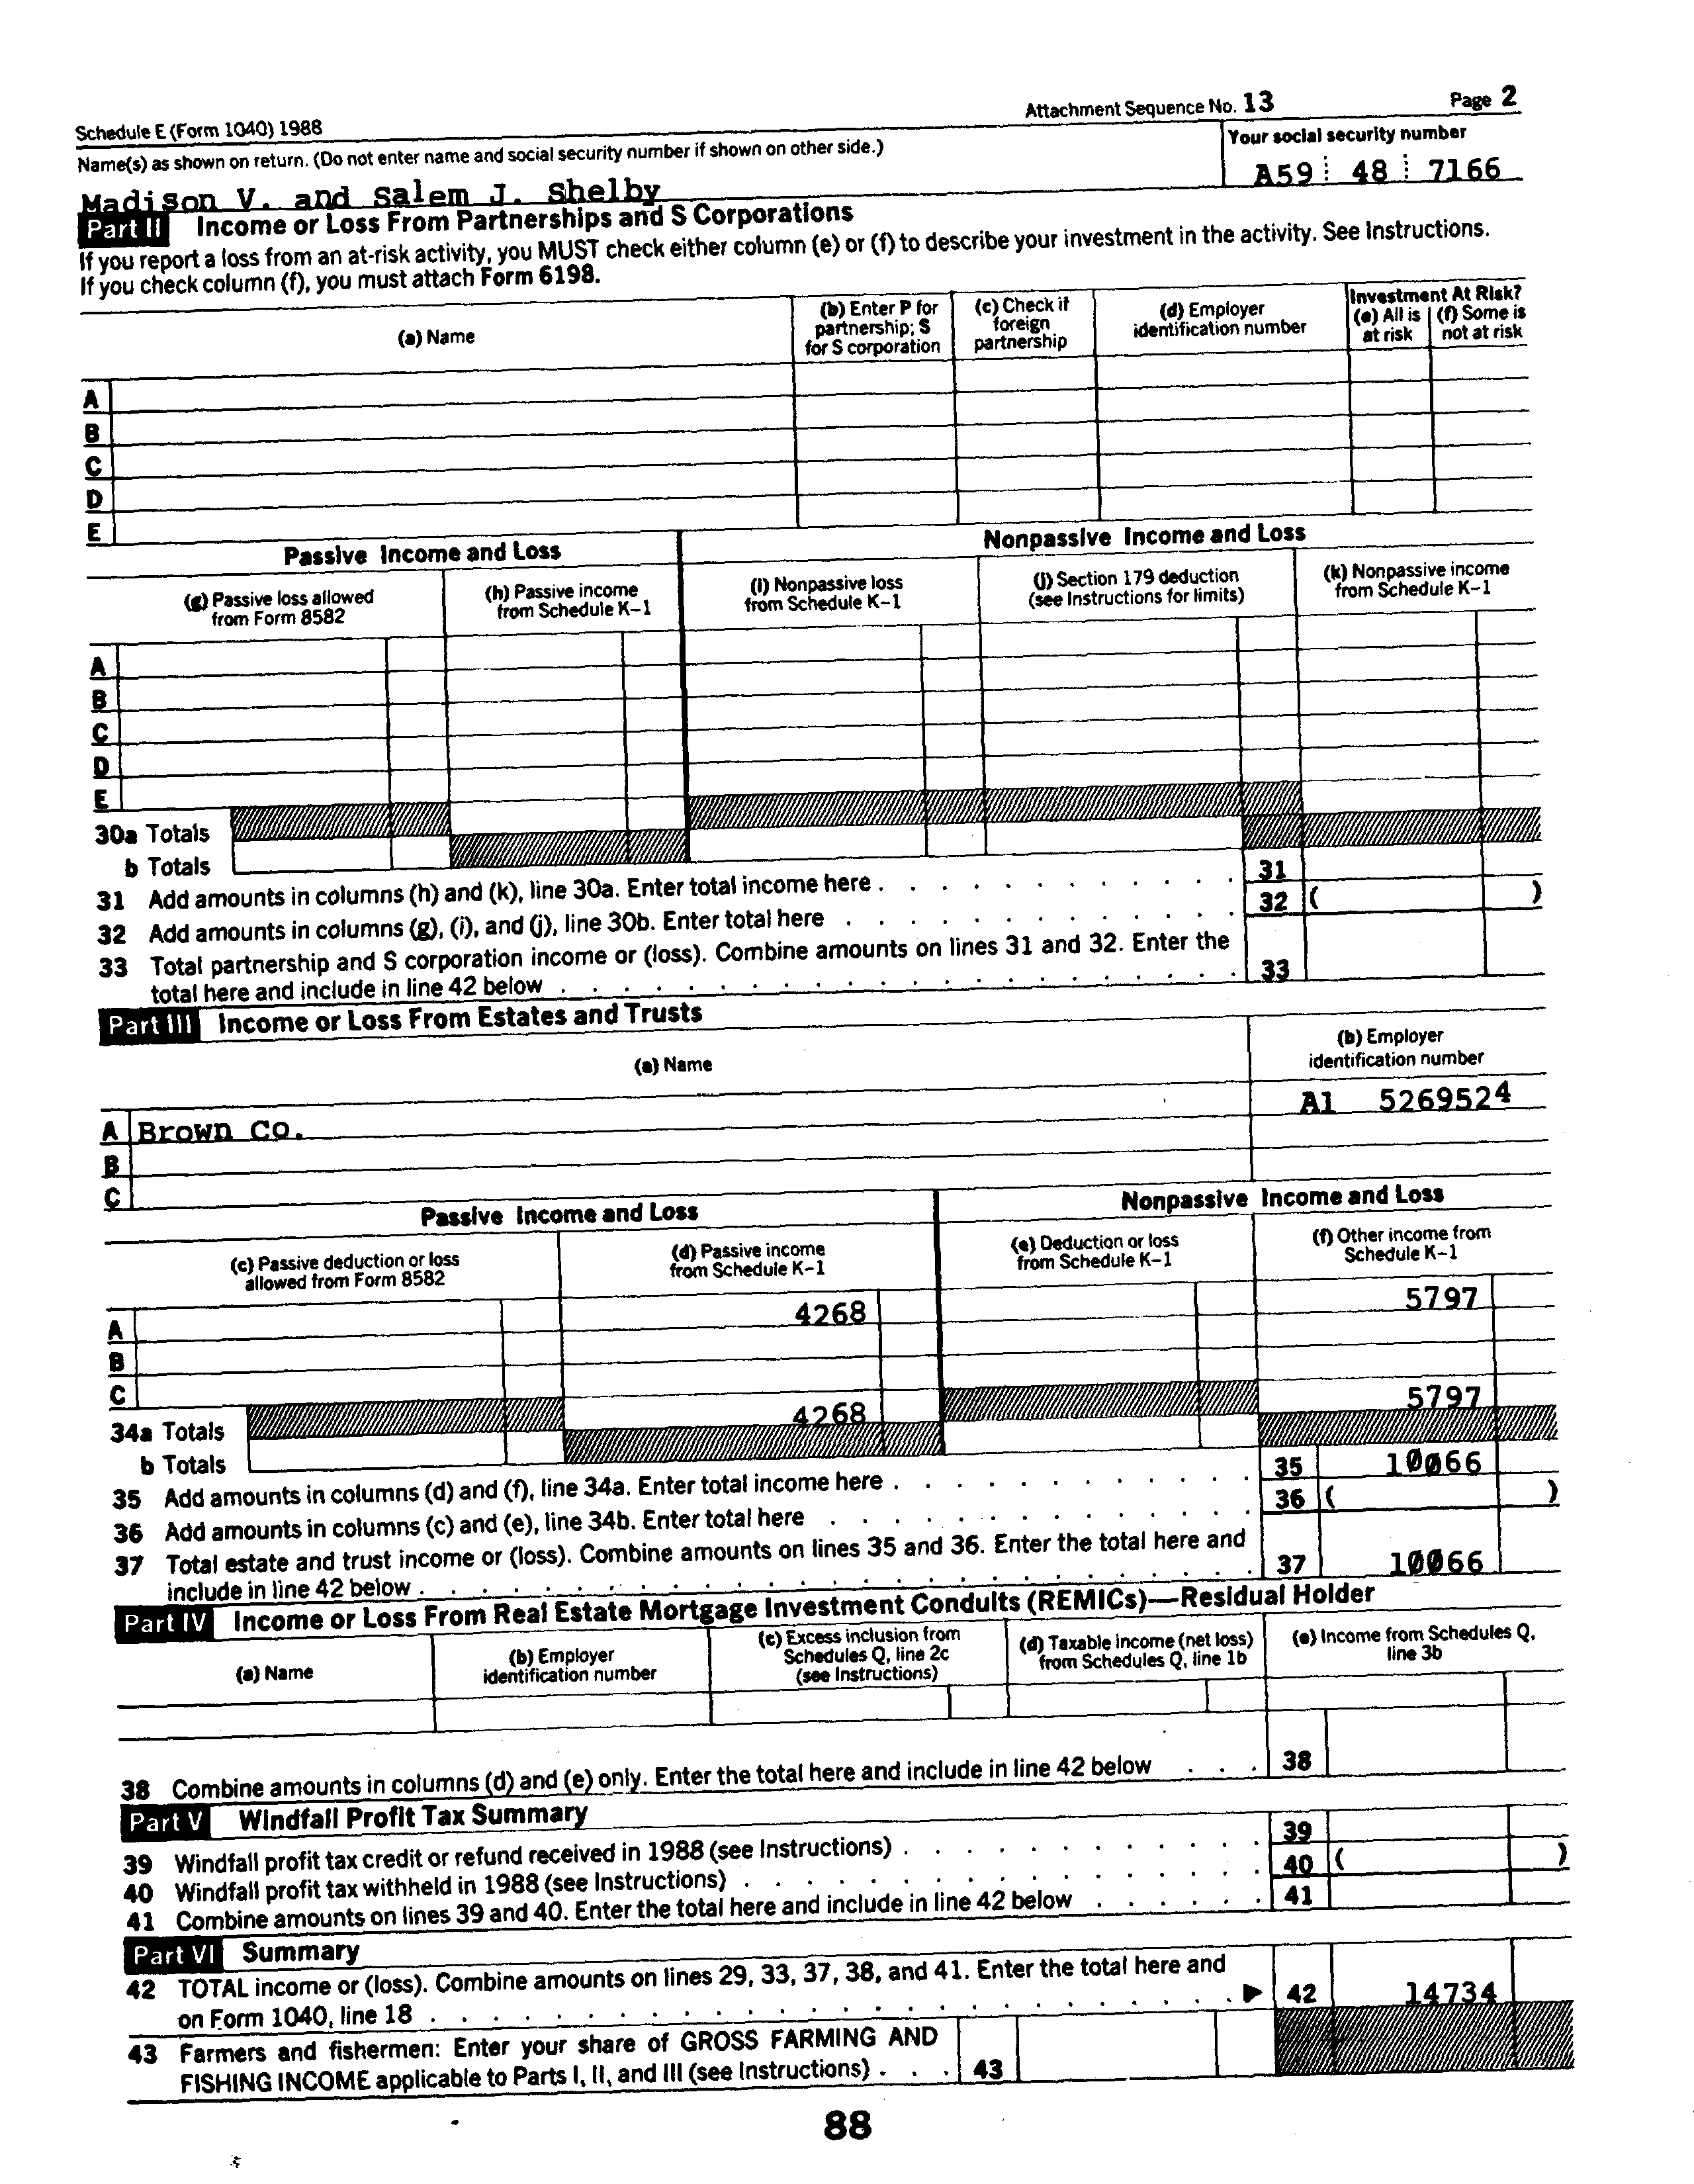 Schedule E (Form 1040) 1988 Attachment Sequence No. 13 Page 2
Name(s) as shown on return. (Do not enter name and social security number if shown on other side.) Your social security number
Madison V. and Salem J. Shelby A59 48 7166
Part II Income or Loss From Partnerships and S Corporations
If you report a loss from an at-risk activity, you MUST check either column (e) or (f) to describe your investment in the activity. See Instructions.
If you check column (f), you must attach Form 6198.
(a) Name
(b) Enter P for
partnership; S
for S corporation
(c) Check if
foreign
partnership
(d) Employer
identification number
Investment At Risk?
(e) All is
at risk
(f) Some is
not at risk
A
B
C
D
E
Passive Income and Loss Nonpassive Income and Loss
(g) Passive loss allowed
from Form 8582
(h) Passive income
from Schedule K-1
(i) Nonpassive loss
from Schedule K-1
(j) Section 179 deduction
(see Instructions for limits)
(k) Nonpassive income
from Schedule K-1
A
B
C
D
E
30a Totals
b Totals
31 Add amounts in columns (h) and (k), line 30a. Enter total income here . . . . . . . . . . . . 31
32 Add amounts in columns (g), (i), and (j), line 30b. Enter total here . . . . . . . . . . . . . 32 ( )
33 Total partnership and S corporation income or (loss). Combine amounts on lines 31 and 32. Enter the
total here and include in line 42 below . . . . . . . . . . . . . . . . . . . . . . 33
Part III Income or Loss From Estates and Trusts
(a) Name
(b) Employer
identification number
A Brown Co. A1 5269524
B
C
Passive Income and Loss Nonpassive Income and Loss
(c) Passive deduction or loss
allowed from Form 8582
(d) Passive income
from Schedule K-1
(e) Deduction or loss
from Schedule K-1
(f) Other income from
Schedule K-1
A 4268 5797
B
C
34a Totals 4268 5797
b Totals
35 Add amounts in columns (d) and (f), line 34a. Enter total income here . . . . . . . . . . . . 35 10066
36 Add amounts in columns (c) and (e), line 34b. Enter total here . . . . . . . . . . . . . . 36 ( )
37 Total estate and trust income or (loss). Combine amounts on lines 35 and 36. Enter the total here and
include in line 42 below . . . . . . . . . . . . . . . . . . . . . . . . . . . 37 10066
Part IV Income or Loss From Real Estate Mortgage Investment Conduits (REMICs)—Residual Holder
(a) Name
(b) Employer
identification number
(c) Excess inclusion from
Schedules Q, line 2c
(see Instructions)
(d) Taxable income (net loss)
from Schedules Q, line 1b
(e) Income from Schedules Q,
line 3b
38 Combine amounts in columns (d) and (e) only. Enter the total here and include in line 42 below . . . 38
Part V Windfall Profit Tax Summary
39 Windfall profit tax credit or refund received in 1988 (see Instructions) . . . . . . . . . . . . 39
40 Windfall profit tax withheld in 1988 (see Instructions) . . . . . . . . . . . . . . . . . 40 ( )
41 Combine amounts on lines 39 and 40. Enter the total here and include in line 42 below . . . . . . 41
Part VI Summary
42 TOTAL income or (loss). Combine amounts on lines 29, 33, 37, 38, and 41. Enter the total here and
on Form 1040, line 18 . . . . . . . . . . . . . . . . . . . . . . . . . . ▶ 42 14734
43 Farmers and fishermen: Enter your share of GROSS FARMING AND
FISHING INCOME applicable to Parts I, II, and III (see Instructions) . . . 43
88